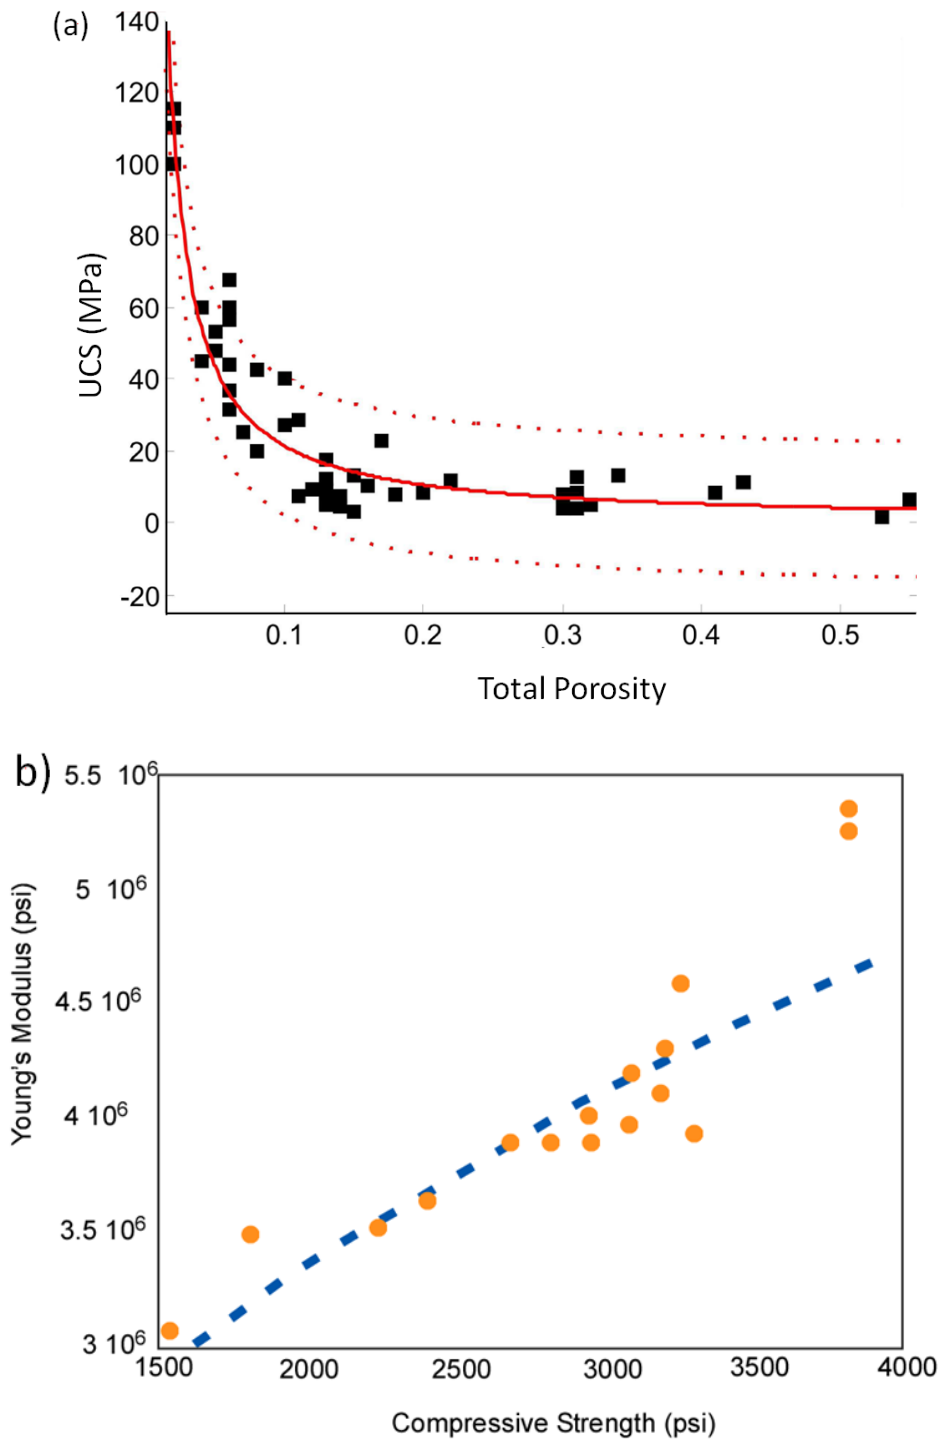 (a)
140
120
100
80
60
40
20
0
-20
UCS (MPa)
0.1 0.2 0.3 0.4 0.5
Total Porosity
b)
5.5 10⁶
5 10⁶
4.5 10⁶
4 10⁶
3.5 10⁶
3 10⁶
Young's Modulus (psi)
1500 2000 2500 3000 3500 4000
Compressive Strength (psi)